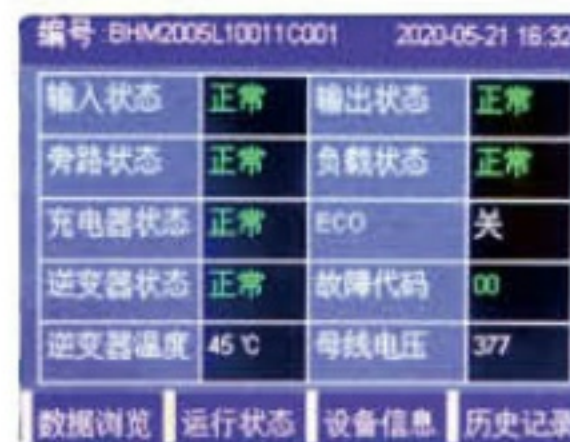 编号 BHM2005L10011C001 2020-05-21 16:32
输入状态 正常 输出状态 正常
旁路状态 正常 负载状态 正常
充电器状态 正常 ECO 关
逆变器状态 正常 故障代码 00
逆变器温度 45℃ 母线电压 377
数据浏览 运行状态 设备信息 历史记录